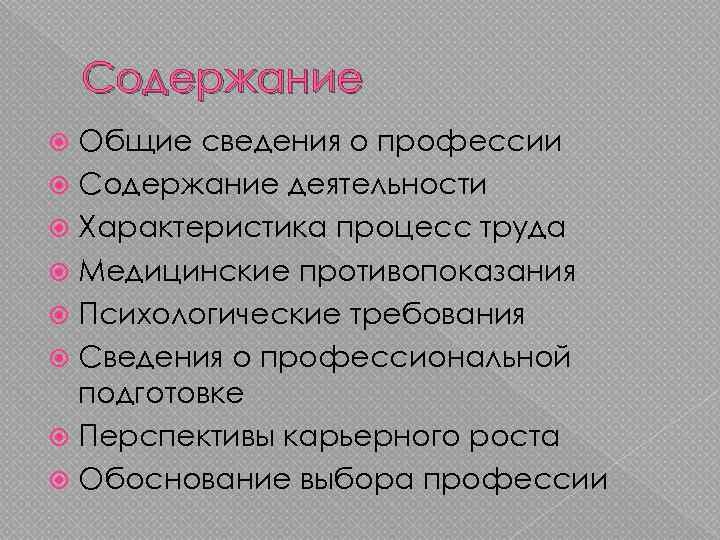 Содержание
Общие сведения о профессии
Содержание деятельности
Характеристика процесс труда
Медицинские противопоказания
Психологические требования
Сведения о профессиональной
подготовке
Перспективы карьерного роста
Обоснование выбора профессии